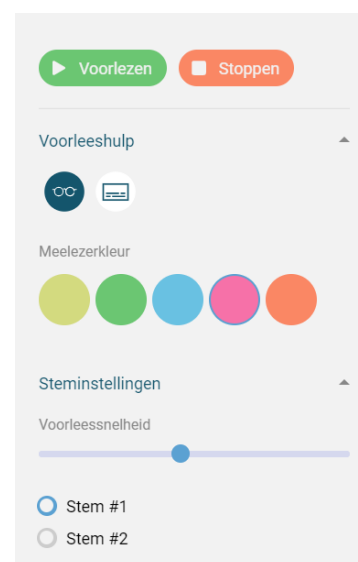 Voorlezen Stoppen
Voorleeshulp
Meelezerkleur
Steminstellingen
Voorleessnelheid
Stem #1
Stem #2